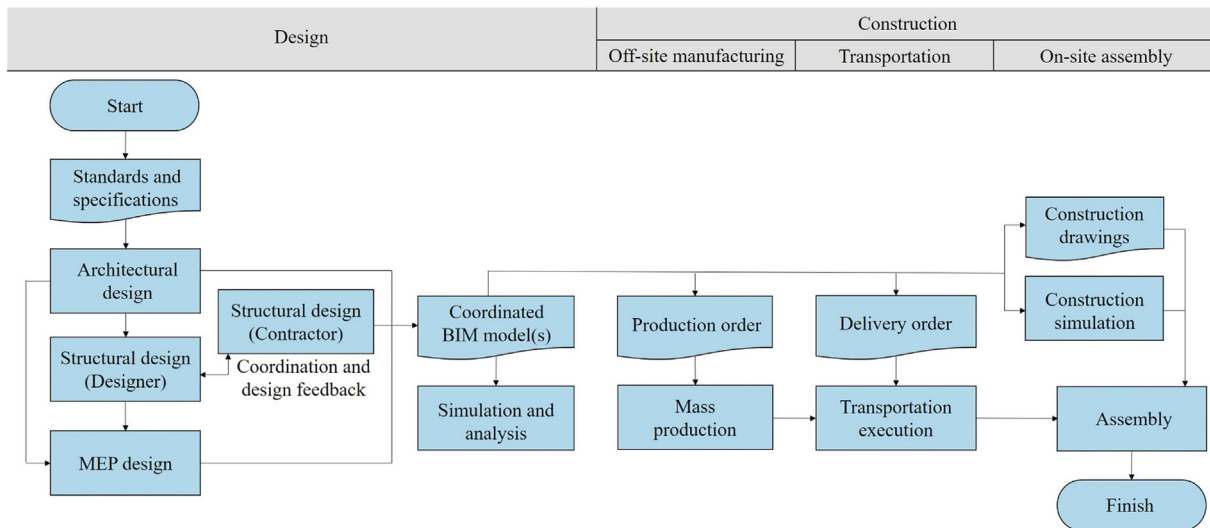 Design
Construction
Off-site manufacturing
Transportation
On-site assembly
Start
Standards and
specifications
Architectural
design
Structural design
(Designer)
MEP design
Structural design
(Contractor)
Coordination and
design feedback
Coordinated
BIM model(s)
Simulation and
analysis
Production order
Mass
production
Delivery order
Transportation
execution
Construction
drawings
Construction
simulation
Assembly
Finish